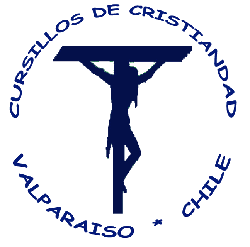 CURSILLOS DE CRISTIANDAD
VALPARAISO * CHILE